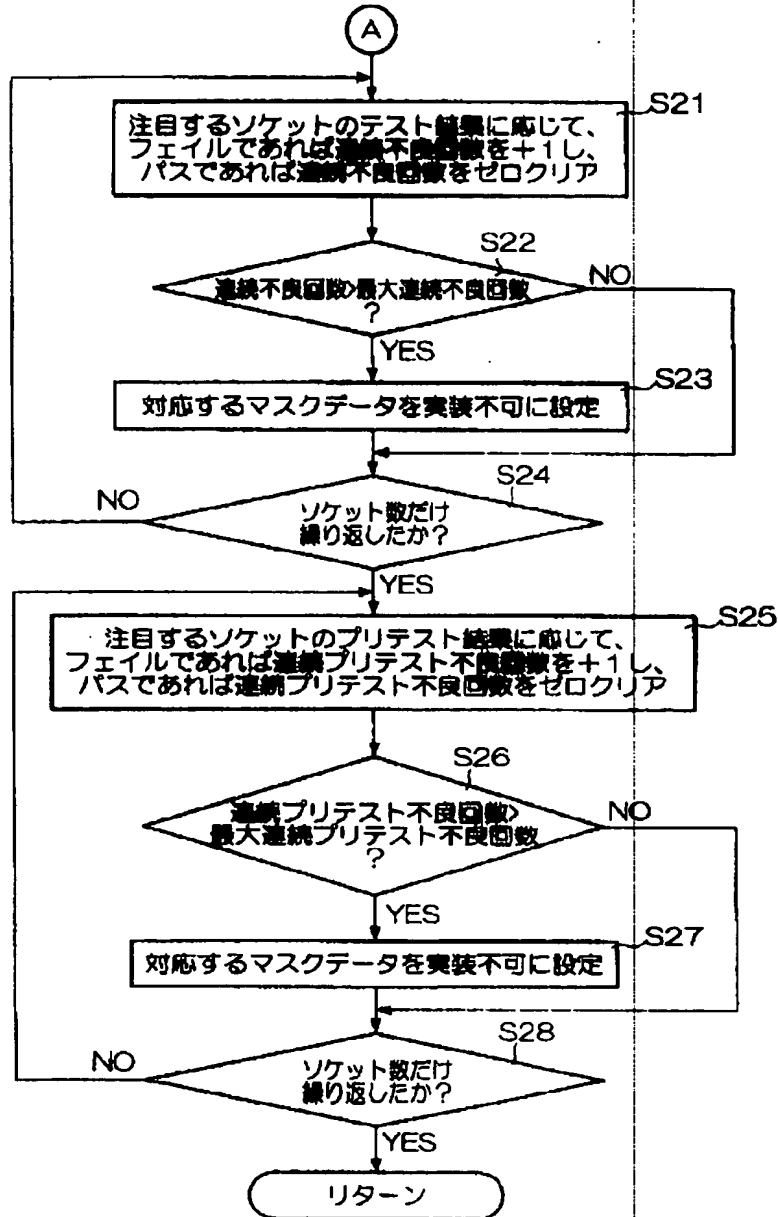 A
S21
注目するソケットのテスト結果に応じて、
フェイルであれば連続不良回数を＋1し、
パスであれば連続不良回数をゼロクリア
S22
連続不良回数>最大連続不良回数
?
NO
YES
S23
対応するマスクデータを実装不可に設定
S24
NO
ソケット数だけ
繰り返したか?
YES
S25
注目するソケットのプリテスト結果に応じて、
フェイルであれば連続プリテスト不良回数を＋1し、
パスであれば連続プリテスト不良回数をゼロクリア
S26
連続プリテスト不良回数>
最大連続プリテスト不良回数
?
NO
YES
S27
対応するマスクデータを実装不可に設定
S28
NO
ソケット数だけ
繰り返したか?
YES
リターン